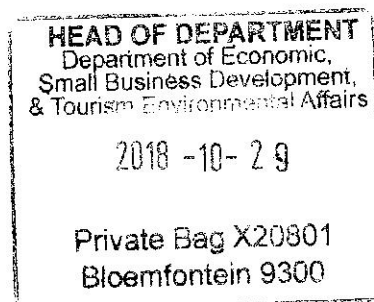 HEAD OF DEPARTMENT
Department of Economic,
Small Business Development,
& Tourism Environmental Affairs
2018 -10- 29
Private Bag X20801
Bloemfontein 9300